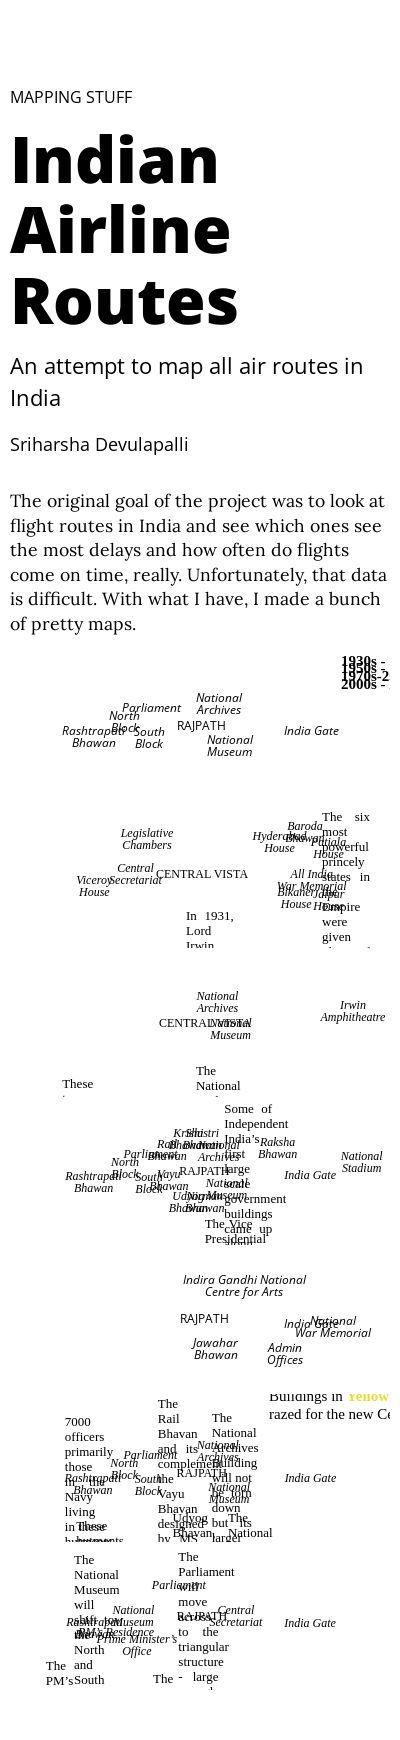 MAPPING STUFF
Indian
Airline
Routes
An attempt to map all air routes in
India
Sriharsha Devulapalli
The original goal of the project was to look at
flight routes in India and see which ones see
the most delays and how often do flights
come on time, really. Unfortunately, that data
is difficult. With what I have, I made a bunch
of pretty maps.
1930s -
1950s -
1970s-2
2000s -
National
Archives
Parliament
North
Block
RAJPATH
Rashtrapati
Bhawan
South
Block
India Gate
National
Museum
Legislative
Chambers
Baroda
Hyderabad
House
Patiala
House
The six
most
powerful
princely
states in
Empire
were
given
Central
Secretariat
Viceroy
House
CENTRAL VISTA
All India
War Memorial
Bikaner
House
Jaipur
House
In 1931,
Lord
Irwin
National
Archives
Irwin
Amphitheatre
CENTRAL VISTA
National
Museum
The
National
These
Some of
Independent
India's
first
large
scale
government
buildings
came up
Krishi
Bhawan
Shastri
Bhawan
Rail
Bhawan
National
Archives
Raksha
Bhawan
Parliament
North
Block
National
Stadium
RAJPATH
Rashtrapati
Bhawan
South
Block
Vayu
Bhawan
India Gate
National
Museum
Udyog
Bhawan
Nirman
Bhawan
The Vice
Presidential
Indira Gandhi National
Centre for Arts
RAJPATH
India Gate
National
War Memorial
Jawahar
Bhawan
Admin
Offices
Buildings in Yellow
razed for the new Ce
The
Rail
Bhavan
and its
complement
the
Vayu
Bhavan
designed
by MS
The
National
Archives
Building
will not
be torn
down
but its
larger
7000
officers
primarily
those
in the
Navy
living
in these
Parliament
National
Archives
North
Block
RAJPATH
Rashtrapati
Bhawan
South
Block
India Gate
National
Museum
Udyog
Bhavan
The
National
These
The
National
Museum
will
shift
the
North
and
South
The
Parliament
will
move
across
to the
triangular
structure
- large
Parliament
National
Museum
Central
Secretariat
RAJPATH
Rashtrapati
Bhawan
India Gate
PM's Residence
Prime Minister's
Office
The
PM's
The